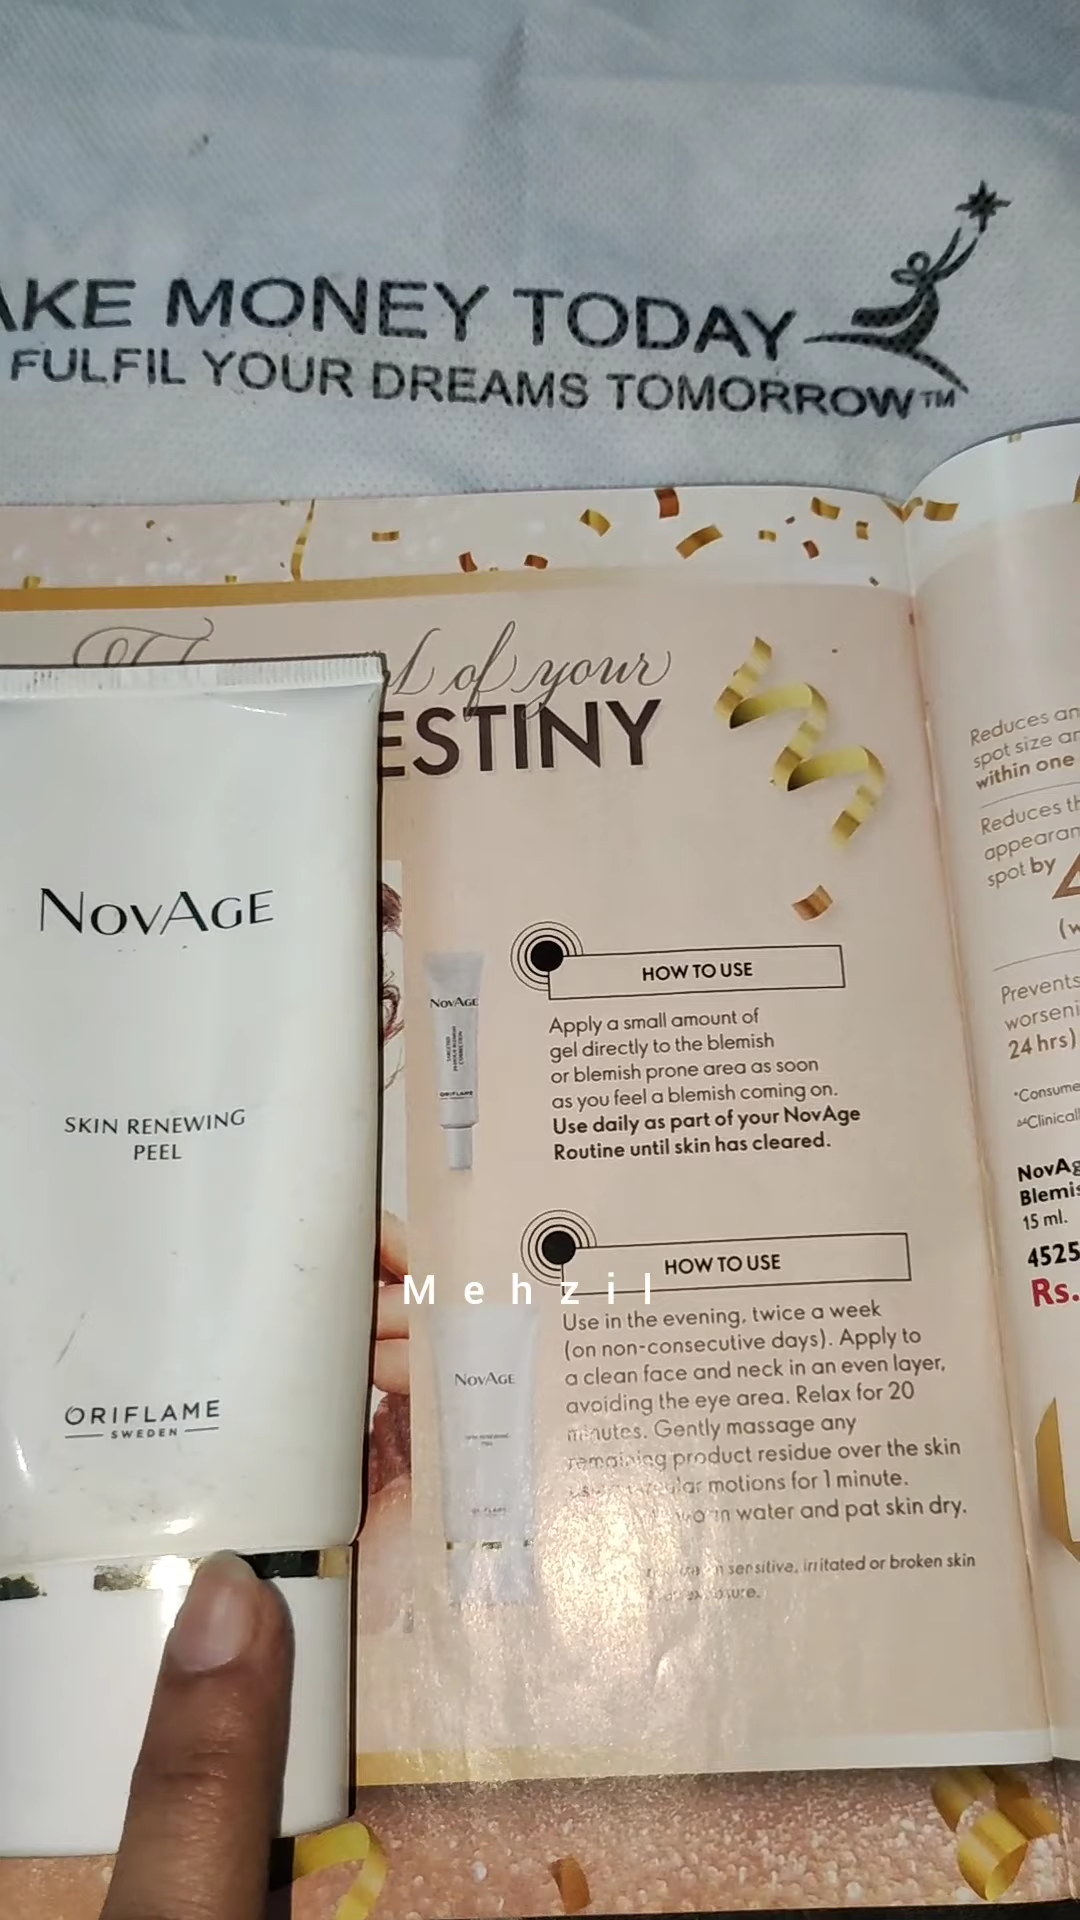 AKE MONEY TODAY
FULFIL YOUR DREAMS TOMORROW™
of your
ESTINY
NOVAGE
SKIN RENEWING
PEEL
ORIFLAME
SWEDEN
NOVAGE
ORIFLAME
HOW TO USE
Apply a small amount of
gel directly to the blemish
or blemish prone area as soon
as you feel a blemish coming on.
Use daily as part of your NovAge
Routine until skin has cleared.
HOW TO USE
Mehzil
NOVAGE
Use in the evening, twice a week
(on non-consecutive days). Apply to
a clean face and neck in an even layer,
avoiding the eye area. Relax for 20
minutes. Gently massage any
remaining product residue over the skin
motions for 1 minute.
water and pat skin dry.
sensitive, irritated or broken skin
Reduces an
spot size an
within one
Reduces th
appearan
spot by
(w
Prevents
worseni
24 hrs)
*Consume
Clinicall
NovAg
Blemis
15 ml.
4525
Rs.